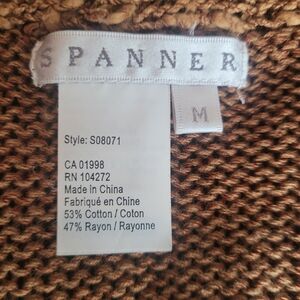 SPANNER
M
Style: S08071
CA 01998
RN 104272
Made in China
Fabriqué en Chine
53% Cotton / Coton
47% Rayon / Rayonne